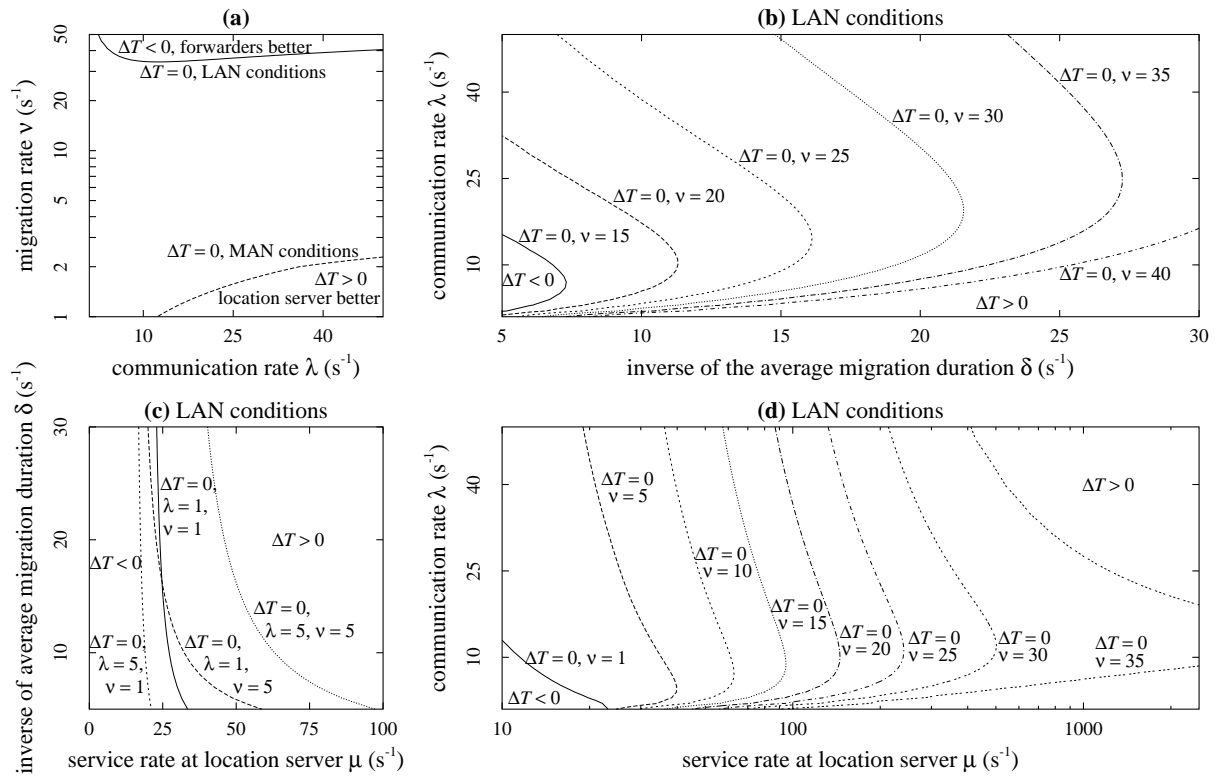 (a)
50
20
10
5
2
1
migration rate ν (s⁻¹)
ΔT < 0, forwarders better
ΔT = 0, LAN conditions
ΔT = 0, MAN conditions
ΔT > 0
location server better
10 25 40
communication rate λ (s⁻¹)
(b) LAN conditions
40
25
10
communication rate λ (s⁻¹)
ΔT = 0, ν = 35
ΔT = 0, ν = 30
ΔT = 0, ν = 25
ΔT = 0, ν = 20
ΔT = 0, ν = 15
ΔT < 0
ΔT = 0, ν = 40
ΔT > 0
5 10 15 20 25 30
inverse of the average migration duration δ (s⁻¹)
(c) LAN conditions
30
20
10
inverse of average migration duration δ (s⁻¹)
ΔT = 0,
λ = 1,
ν = 1
ΔT > 0
ΔT < 0
ΔT = 0,
λ = 5, ν = 5
ΔT = 0,
λ = 5,
ν = 1
ΔT = 0,
λ = 1,
ν = 5
0 25 50 75 100
service rate at location server μ (s⁻¹)
(d) LAN conditions
40
25
10
communication rate λ (s⁻¹)
ΔT = 0
ν = 5
ΔT > 0
ΔT = 0
ν = 10
ΔT = 0
ν = 15
ΔT = 0
ν = 20
ΔT = 0
ν = 25
ΔT = 0
ν = 30
ΔT = 0
ν = 35
ΔT = 0, ν = 1
ΔT < 0
10 100 1000
service rate at location server μ (s⁻¹)